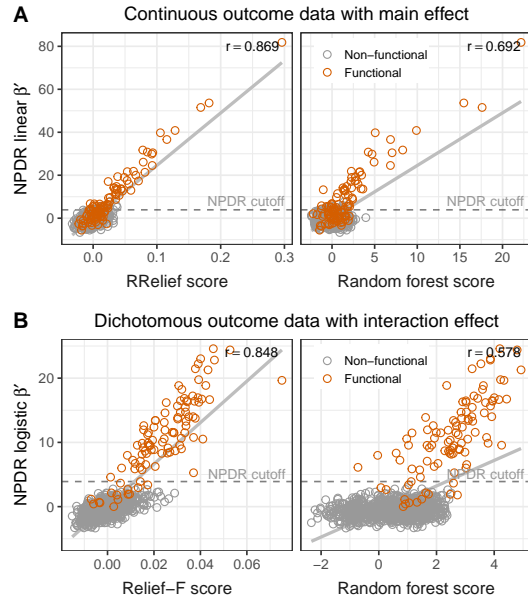 A
Continuous outcome data with main effect
r = 0.869
r = 0.692
Non-functional
Functional
NPDR linear β′
80
60
40
20
0
NPDR cutoff
NPDR cutoff
0.0 0.1 0.2 0.3
0 5 10 15 20
RRelief score
Random forest score
B
Dichotomous outcome data with interaction effect
r = 0.848
r = 0.578
Non-functional
Functional
NPDR logistic β′
20
10
0
NPDR cutoff
NPDR cutoff
0.00 0.02 0.04 0.06
−2 0 2 4
Relief−F score
Random forest score